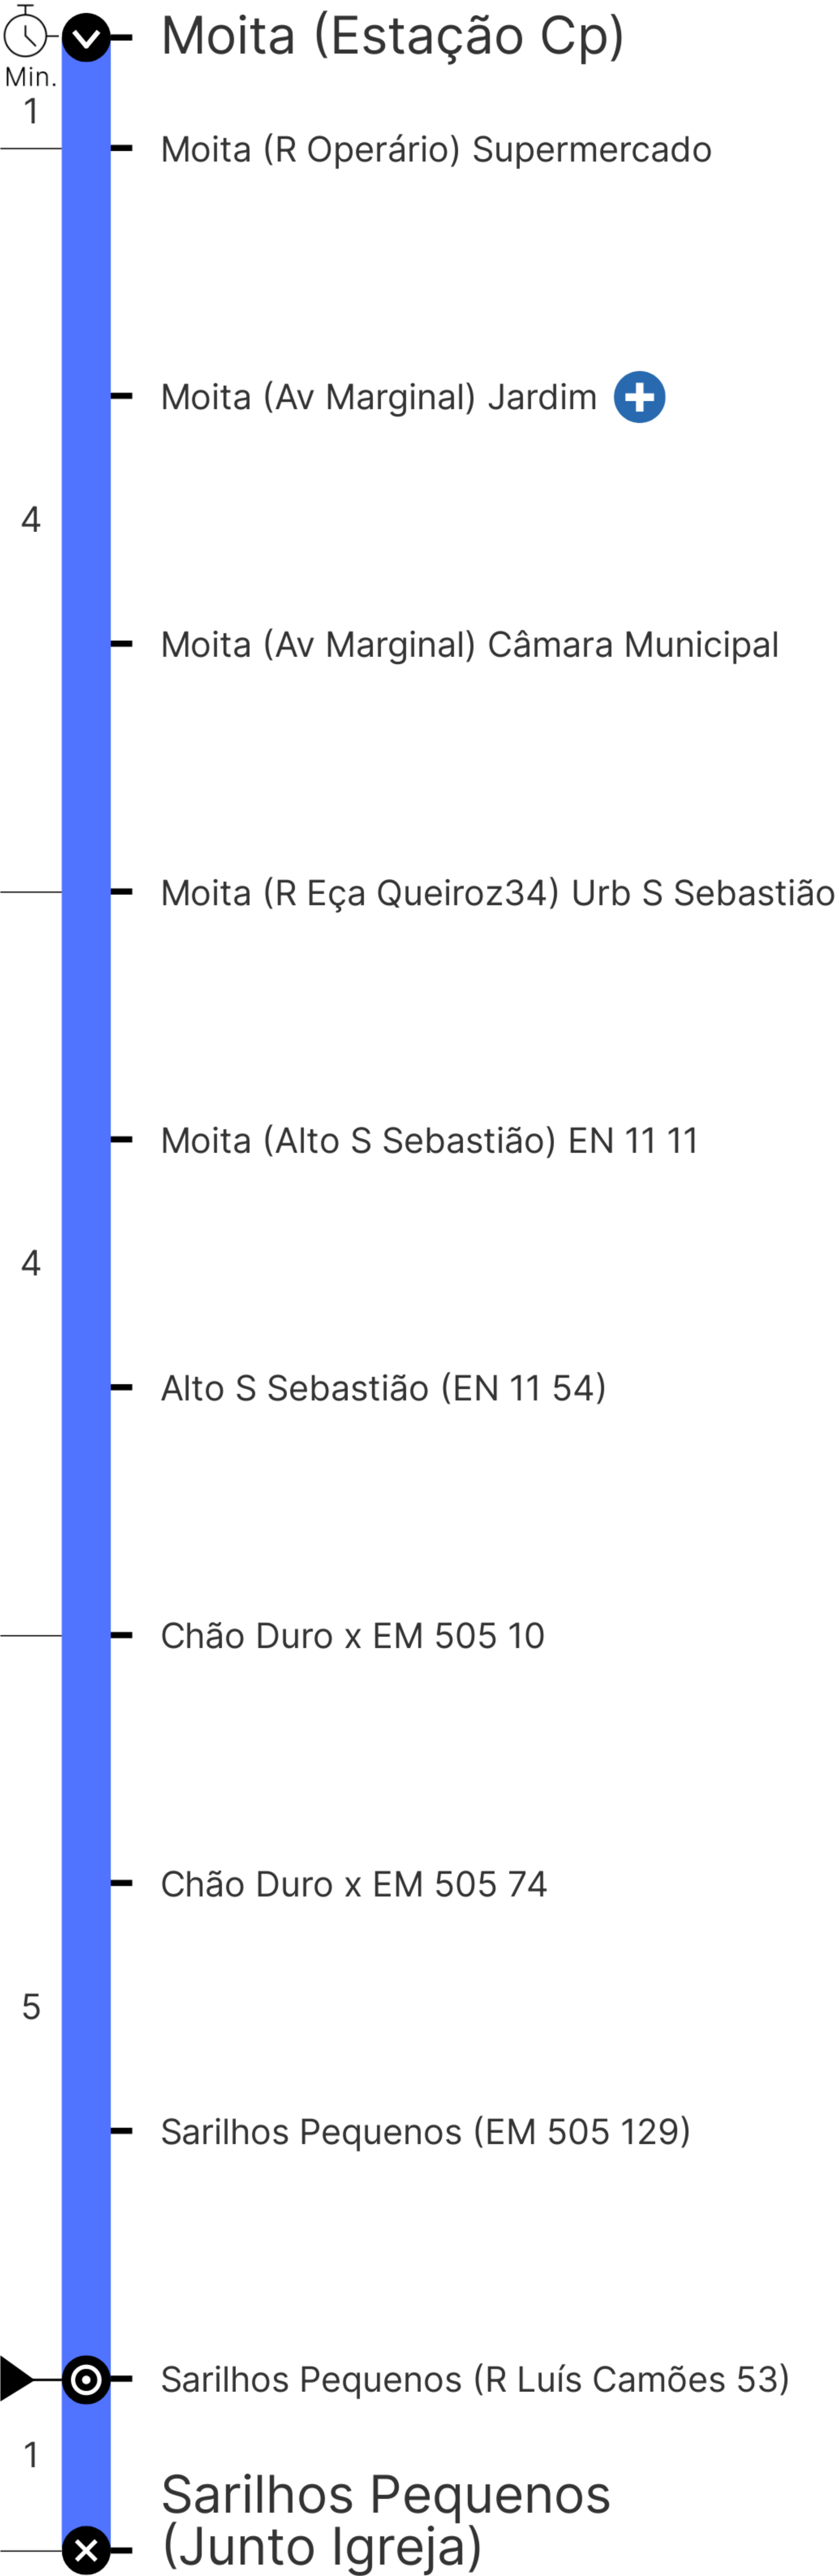 Moita (Estação Cp)
Min.
1
Moita (R Operário) Supermercado
Moita (Av Marginal) Jardim
4
Moita (Av Marginal) Câmara Municipal
Moita (R Eça Queiroz34) Urb S Sebastião
Moita (Alto S Sebastião) EN 11 11
4
Alto S Sebastião (EN 11 54)
Chão Duro x EM 505 10
Chão Duro x EM 505 74
5
Sarilhos Pequenos (EM 505 129)
Sarilhos Pequenos (R Luís Camões 53)
1
Sarilhos Pequenos
(Junto Igreja)